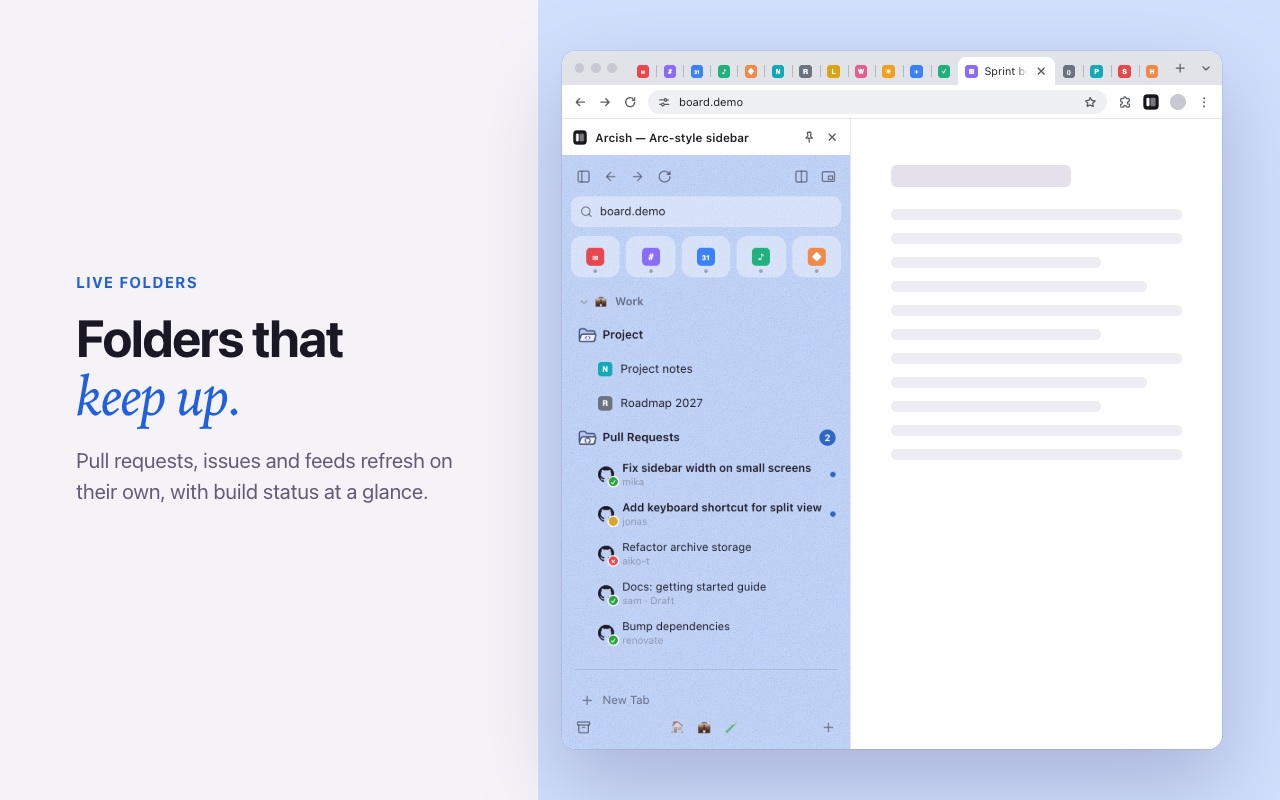 LIVE FOLDERS
Folders that
keep up.
Pull requests, issues and feeds refresh on
their own, with build status at a glance.
Sprint b
board.demo
Arcish — Arc-style sidebar
board.demo
31
Work
Project
N Project notes
R Roadmap 2027
Pull Requests 2
Fix sidebar width on small screens
mika
Add keyboard shortcut for split view
jonas
Refactor archive storage
aiko-t
Docs: getting started guide
sam · Draft
Bump dependencies
renovate
New Tab